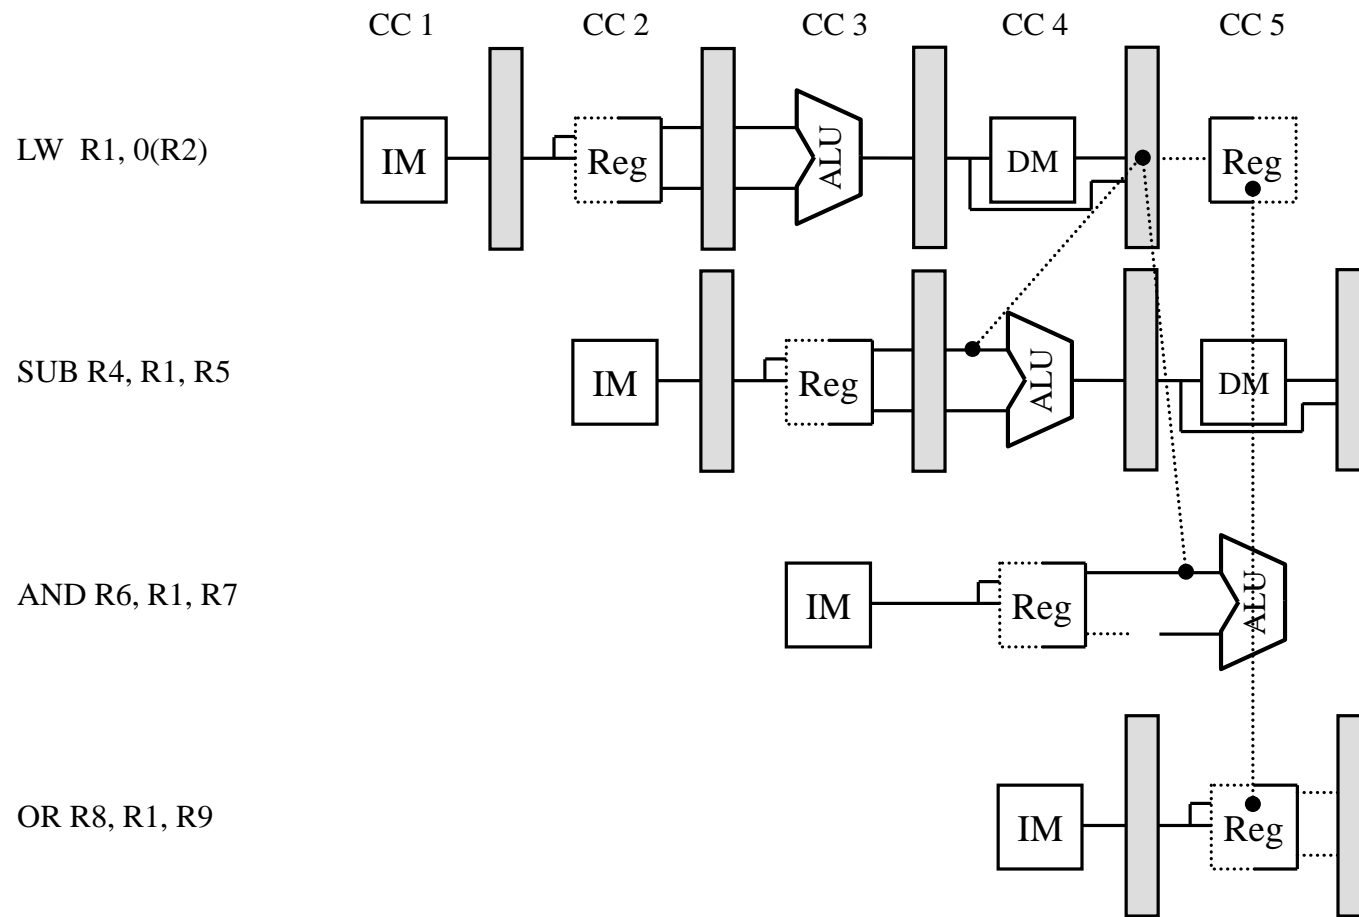 CC 1 CC 2 CC 3 CC 4 CC 5
LW R1, 0(R2) IM Reg ALU DM Reg
SUB R4, R1, R5 IM Reg ALU DM
AND R6, R1, R7 IM Reg ALU
OR R8, R1, R9 IM Reg